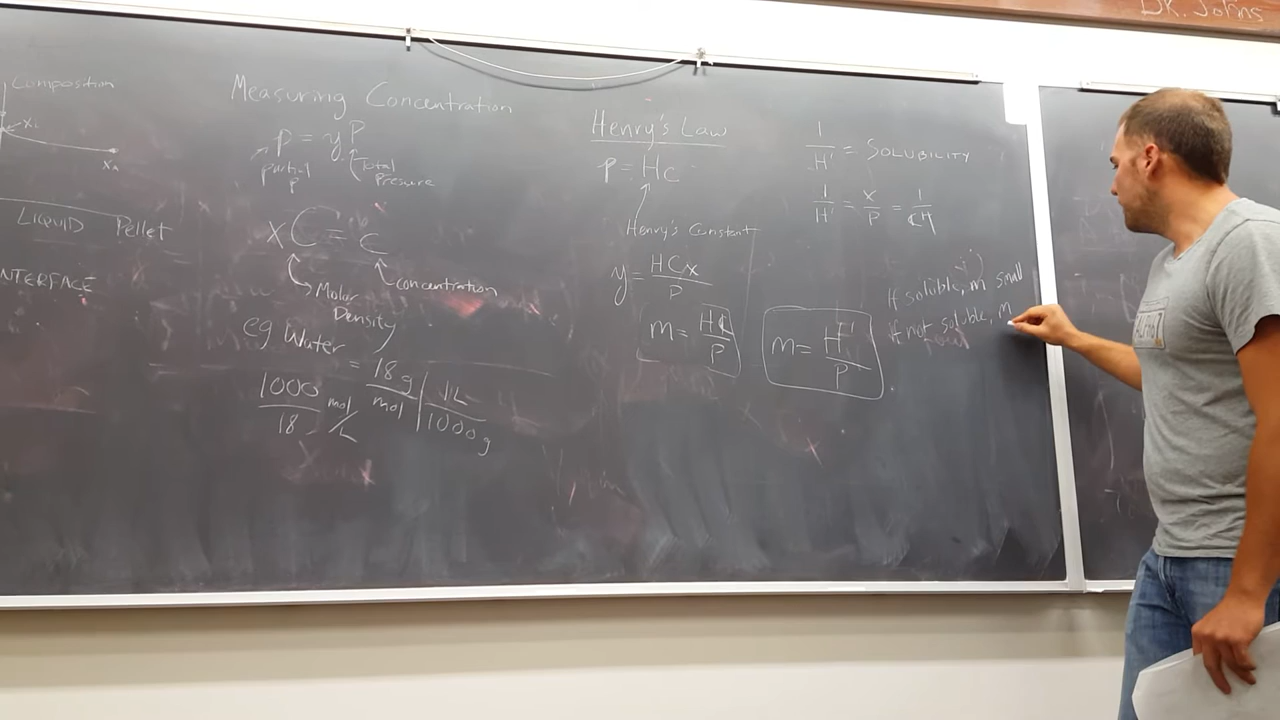 Dr. Johns
Composition
xi
xA
LIQUID Pellet
NTERFACE
Measuring Concentration
p = yP
partial p
Total Pressure
xC = c
Molar Density
concentration
eg Water
= 18 g / mol | 1L / 1000 g
1000 / 18 mol / L
Henry's Law
p = Hc
Henry's Constant
y = HCx / P
m = HC / P
m = H' / P
1 / H' = SOLUBILITY
1 / H' = x / P = 1 / CH
If soluble, m small
If not soluble, m